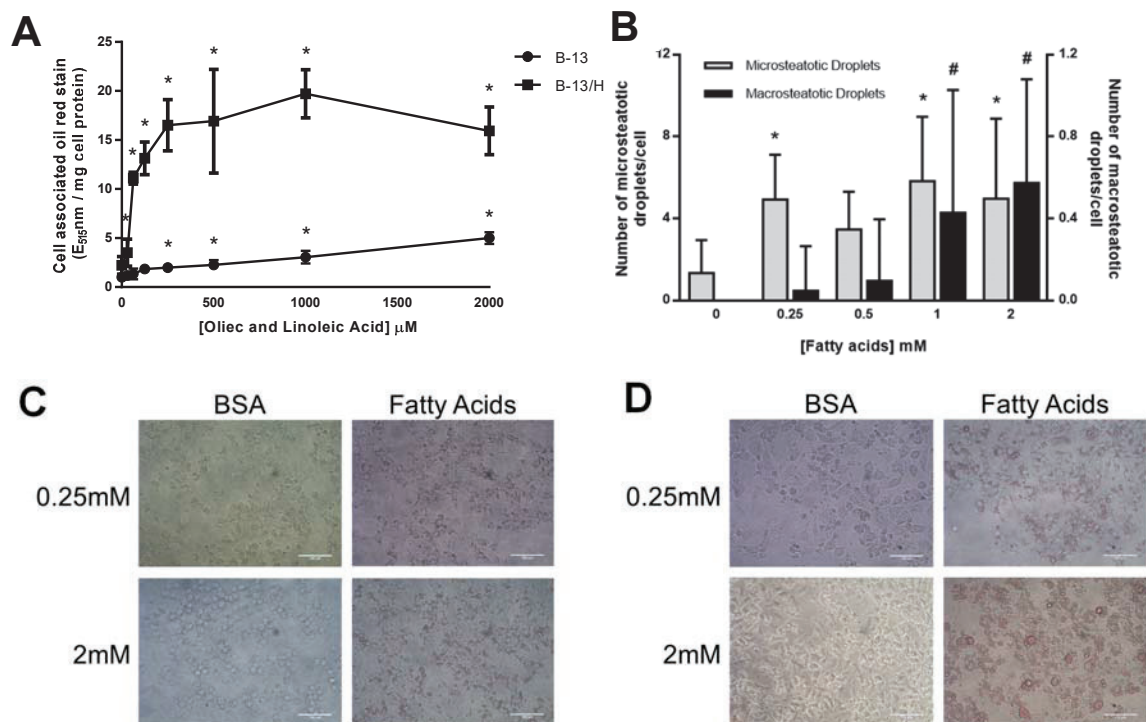 A
Cell associated oil red stain
(E515nm / mg cell protein)
25
20
15
10
5
0
0
500
1000
1500
2000
[Oliec and Linoleic Acid] μM
* * * * * * *
* * * *
B-13
B-13/H
B
Number of microsteatotic
droplets/cell
12
8
4
0
Microsteatotic Droplets
Macrosteatotic Droplets
* * *
# #
1.2
0.8
0.4
0.0
Number of macrosteatotic
droplets/cell
0
0.25
0.5
1
2
[Fatty acids] mM
C
BSA
Fatty Acids
0.25mM
2mM
D
BSA
Fatty Acids
0.25mM
2mM